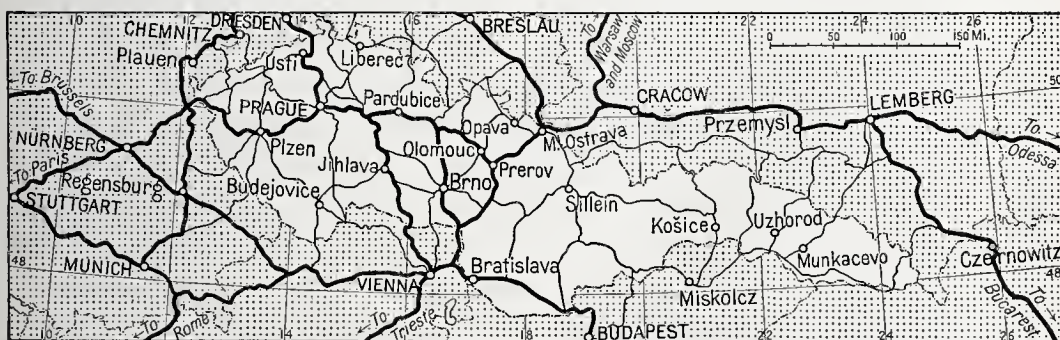 10
12
14
DRESDEN
CHEMNITZ
Plauen
Usti
Liberec
BRESLAU
To
Warsaw
and Moscow
22
24
26
0 50 100 150 Mi.
50
To Brussels
PRAGUE
Pardubice
CRACOW
LEMBERG
Opava
M. Ostrava
Przemysl
NÜRNBERG
Plzen
Olomouc
To
Odessa
To Paris
Jihlava
Prerov
Regensburg
Budejovice
Brno
STUTTGART
Sillein
Košice
Uzhorod
48
MUNICH
VIENNA
Bratislava
Munkacevo
Czernowitz
48
Miskolcz
To
Rome
To
Trieste
BUDAPEST
To
Bucarest
10
14
18
22
24
26